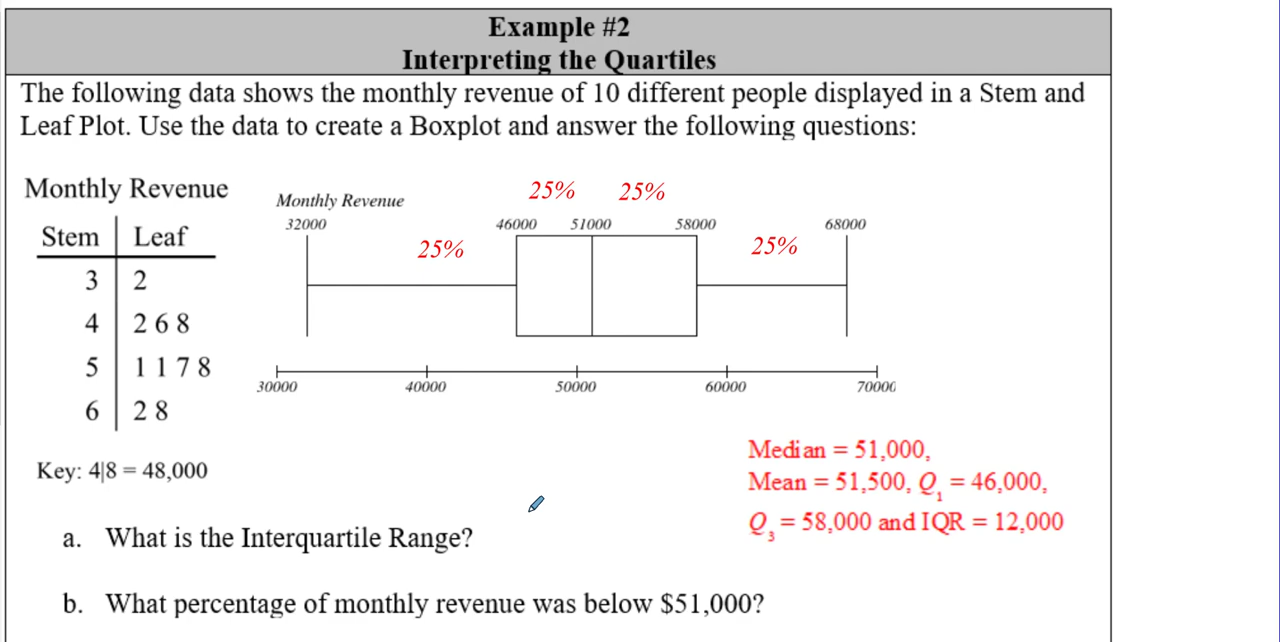 Example #2
Interpreting the Quartiles
The following data shows the monthly revenue of 10 different people displayed in a Stem and
Leaf Plot. Use the data to create a Boxplot and answer the following questions:
Monthly Revenue
Stem Leaf
3 2
4 2 6 8
5 1 1 7 8
6 2 8
Key: 4|8 = 48,000
25% 25%
Monthly Revenue
32000 46000 51000 58000 68000
25% 25%
30000 40000 50000 60000 70000
Median = 51,000,
Mean = 51,500, Q₁ = 46,000,
Q₃ = 58,000 and IQR = 12,000
a. What is the Interquartile Range?
b. What percentage of monthly revenue was below $51,000?